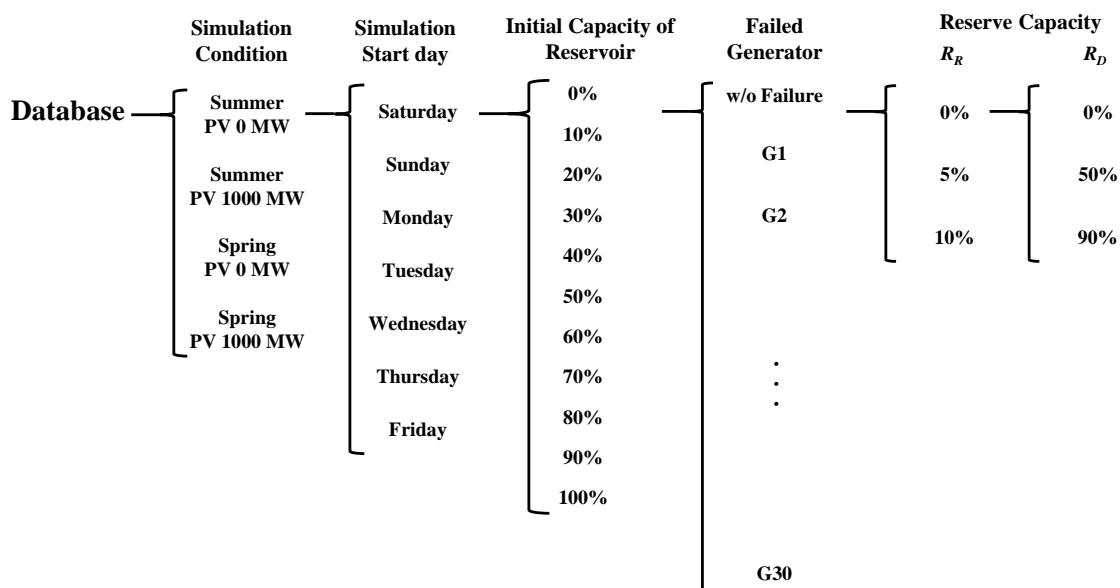 Simulation
Condition
Simulation
Start day
Initial Capacity of
Reservoir
Failed
Generator
Reserve Capacity
R_R
R_D
Database
Summer
PV 0 MW
Summer
PV 1000 MW
Spring
PV 0 MW
Spring
PV 1000 MW
Saturday
Sunday
Monday
Tuesday
Wednesday
Thursday
Friday
0%
10%
20%
30%
40%
50%
60%
70%
80%
90%
100%
w/o Failure
G1
G2
.
.
.
G30
0%
5%
10%
0%
50%
90%